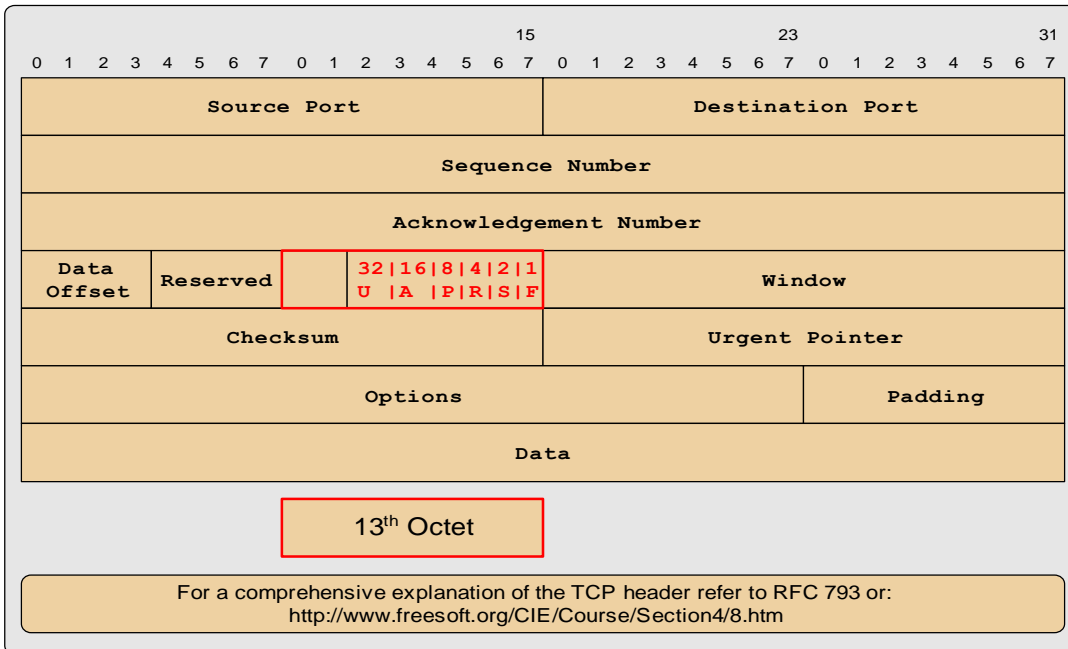 15 23 31
0 1 2 3 4 5 6 7 0 1 2 3 4 5 6 7 0 1 2 3 4 5 6 7 0 1 2 3 4 5 6 7
Source Port Destination Port
Sequence Number
Acknowledgement Number
Data Offset Reserved 32|16|8|4|2|1
U |A |P|R|S|F Window
Checksum Urgent Pointer
Options Padding
Data
13th Octet
For a comprehensive explanation of the TCP header refer to RFC 793 or:
http://www.freesoft.org/CIE/Course/Section4/8.htm